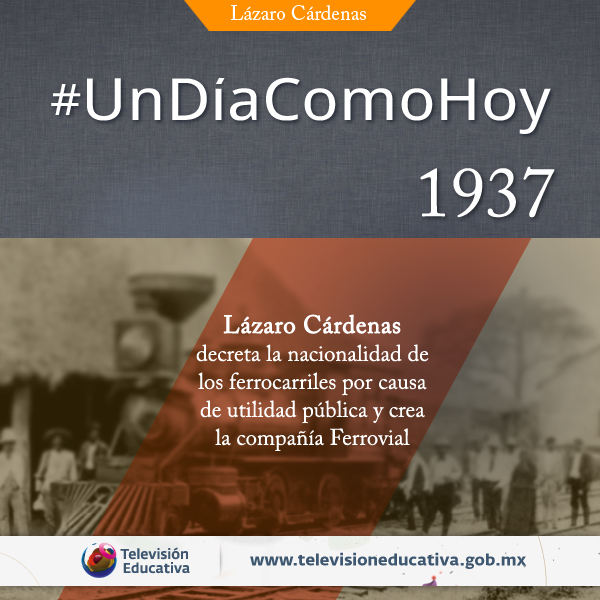 Lázaro Cárdenas
#UnDíaComoHoy
1937
Lázaro Cárdenas
decreta la nacionalidad de
los ferrocarriles por causa
de utilidad pública y crea
la compañía Ferrovial
Televisión
Educativa
www.televisioneducativa.gob.mx